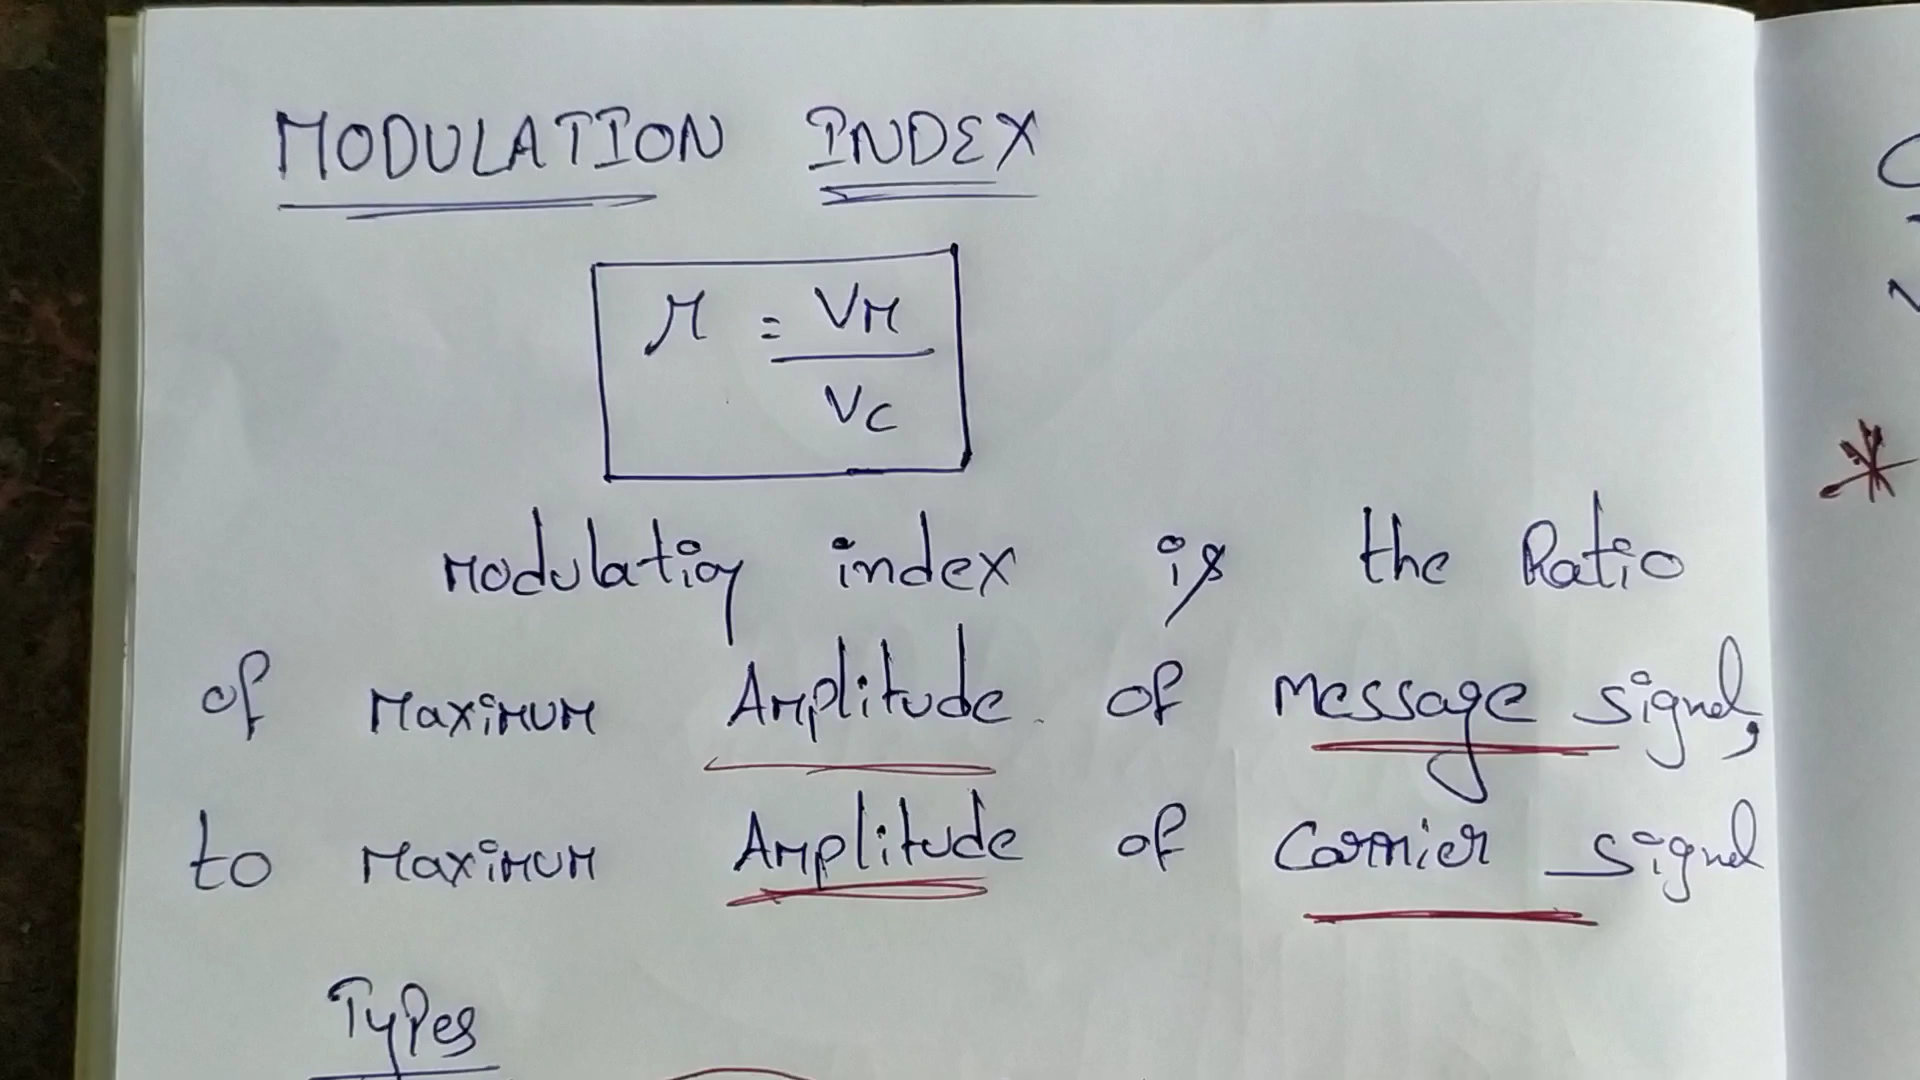 MODULATION INDEX
μ = VM
VC
Modulation index is the Ratio
of Maximum Amplitude of Message signal,
to Maximum Amplitude of Carrier signal
Types